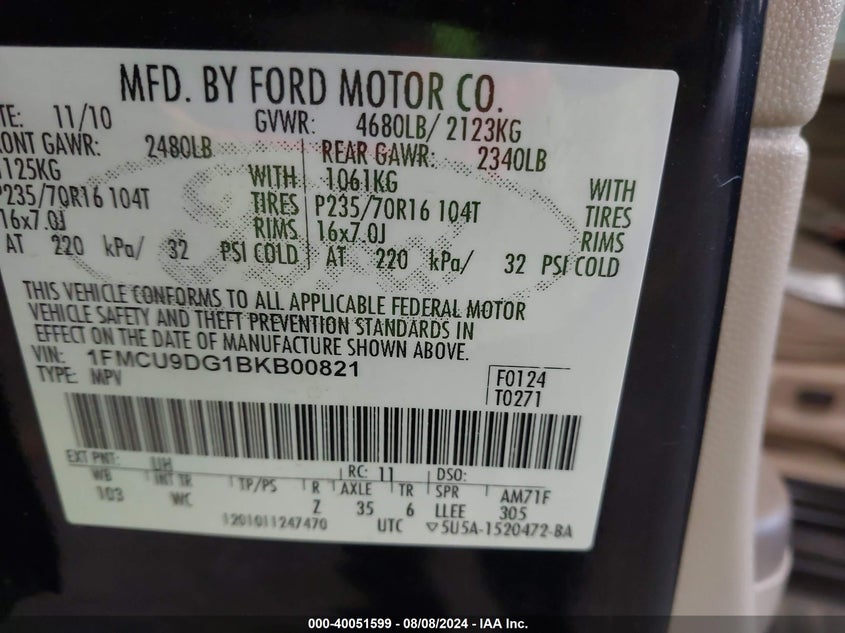 MFD. BY FORD MOTOR CO.
TE: 11/10 GVWR: 4680LB/ 2123KG
RONT GAWR: 2480LB REAR GAWR: 2340LB
1125KG WITH 1061KG WITH
P235/70R16 104T TIRES P235/70R16 104T TIRES
16x7.0J RIMS 16x7.0J RIMS
AT 220 kPa/ 32 PSI COLD AT 220 kPa/ 32 PSI COLD
THIS VEHICLE CONFORMS TO ALL APPLICABLE FEDERAL MOTOR
VEHICLE SAFETY AND THEFT PREVENTION STANDARDS IN
EFFECT ON THE DATE OF MANUFACTURE SHOWN ABOVE.
VIN: 1FMCU9DG1BKB00821
TYPE: MPV
F0124
T0271
EXT PNT: UH RC: 11 DSO:
WB INT TR TP/PS R AXLE TR SPR AM71F
103 WC Z 35 6 LLEE 305
1201011247470 UTC ▽5U5A-1520472-BA
000-40051599 - 08/08/2024 - IAA Inc.